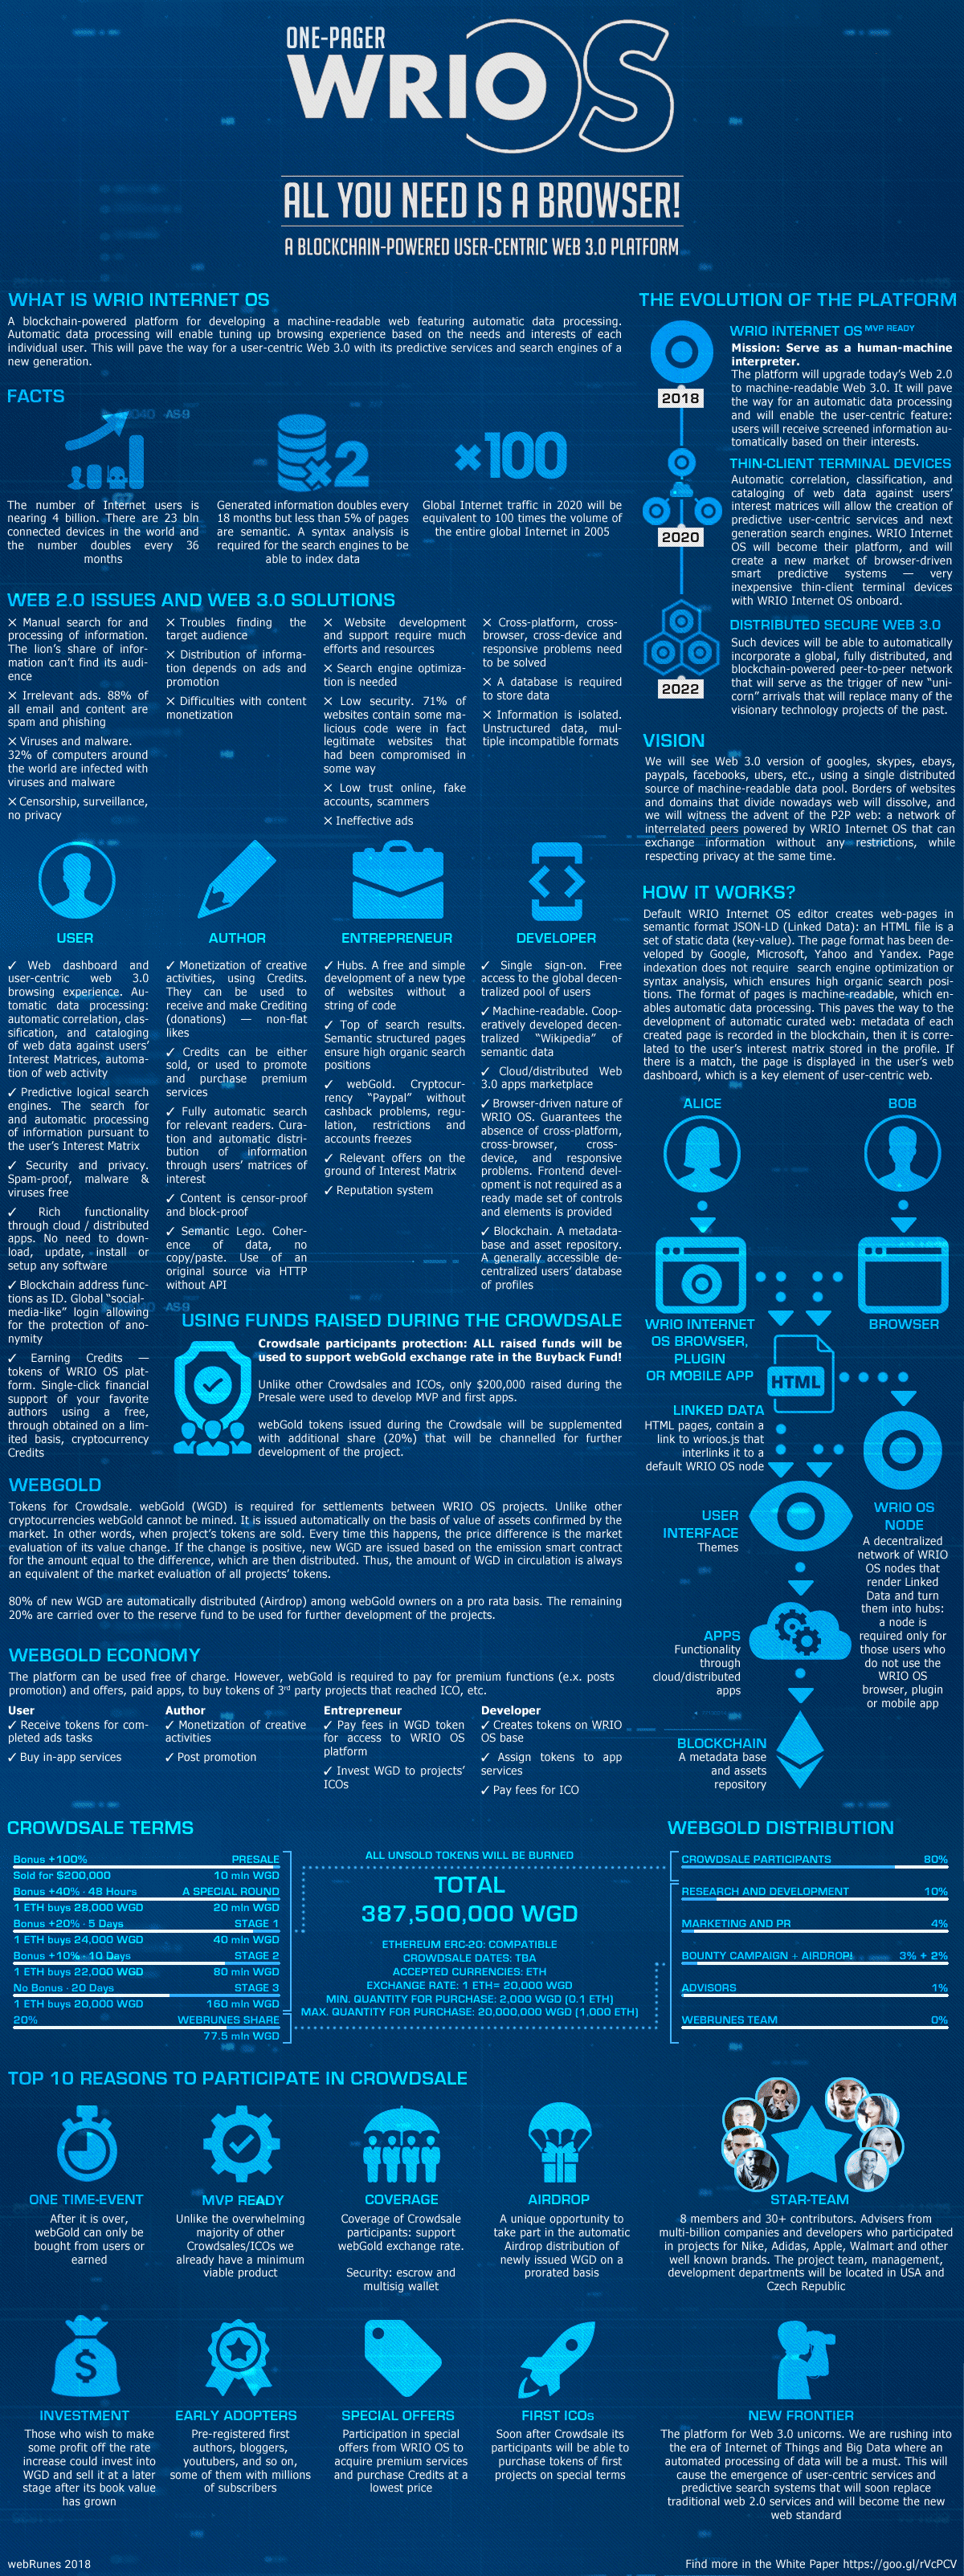 ONE-PAGER
WRIOOS
ALL YOU NEED IS A BROWSER!
A BLOCKCHAIN-POWERED USER-CENTRIC WEB 3.0 PLATFORM
WHAT IS WRIO INTERNET OS
A blockchain-powered platform for developing a machine-readable web featuring automatic data processing.
Automatic data processing will enable tuning up browsing experience based on the needs and interests of each
individual user. This will pave the way for a user-centric Web 3.0 with its predictive services and search engines of a
new generation.
FACTS
×2
×100
The number of Internet users is
nearing 4 billion. There are 23 bln
connected devices in the world and
the number doubles every 36
months
Generated information doubles every
18 months but less than 5% of pages
are semantic. A syntax analysis is
required for the search engines to be
able to index data
Global Internet traffic in 2020 will be
equivalent to 100 times the volume of
the entire global Internet in 2005
WEB 2.0 ISSUES AND WEB 3.0 SOLUTIONS
✕ Manual search for and
processing of information.
The lion's share of infor-
mation can't find its audi-
ence
✕ Irrelevant ads. 88% of
all email and content are
spam and phishing
✕ Viruses and malware.
32% of computers around
the world are infected with
viruses and malware
✕ Censorship, surveillance,
no privacy
✕ Troubles finding the
target audience
✕ Distribution of informa-
tion depends on ads and
promotion
✕ Difficulties with content
monetization
✕ Website development
and support require much
efforts and resources
✕ Search engine optimiza-
tion is needed
✕ Low security. 71% of
websites contain some ma-
licious code were in fact
legitimate websites that
had been compromised in
some way
✕ Low trust online, fake
accounts, scammers
✕ Ineffective ads
✕ Cross-platform, cross-
browser, cross-device and
responsive problems need
to be solved
✕ A database is required
to store data
✕ Information is isolated.
Unstructured data, mul-
tiple incompatible formats
USER
✓ Web dashboard and
user-centric web 3.0
browsing experience. Au-
tomatic data processing:
automatic correlation, clas-
sification, and cataloging
of web data against users'
Interest Matrices, automa-
tion of web activity
✓ Predictive logical search
engines. The search for
and automatic processing
of information pursuant to
the user's Interest Matrix
✓ Security and privacy.
Spam-proof, malware &
viruses free
✓ Rich functionality
through cloud / distributed
apps. No need to down-
load, update, install or
setup any software
✓ Blockchain address func-
tions as ID. Global "social-
media-like" login allowing
for the protection of ano-
nymity
✓ Earning Credits —
tokens of WRIO OS plat-
form. Single-click financial
support of your favorite
authors using a free,
through obtained on a lim-
ited basis, cryptocurrency
Credits
AUTHOR
✓ Monetization of creative
activities, using Credits.
They can be used to
receive and make Crediting
(donations) — non-flat
likes
✓ Credits can be either
sold, or used to promote
and purchase premium
services
✓ Fully automatic search
for relevant readers. Cura-
tion and automatic distri-
bution of information
through users' matrices of
interest
✓ Content is censor-proof
and block-proof
✓ Semantic Lego. Coher-
ence of data, no
copy/paste. Use of an
original source via HTTP
without API
ENTREPRENEUR
✓ Hubs. A free and simple
development of a new type
of websites without a
string of code
✓ Top of search results.
Semantic structured pages
ensure high organic search
positions
✓ webGold. Cryptocur-
rency "Paypal" without
cashback problems, regu-
lation, restrictions and
accounts freezes
✓ Relevant offers on the
ground of Interest Matrix
✓ Reputation system
DEVELOPER
✓ Single sign-on. Free
access to the global decen-
tralized pool of users
✓ Machine-readable. Coop-
eratively developed decen-
tralized "Wikipedia" of
semantic data
✓ Cloud/distributed Web
3.0 apps marketplace
✓ Browser-driven nature of
WRIO OS. Guarantees the
absence of cross-platform,
cross-browser, cross-
device, and responsive
problems. Frontend devel-
opment is not required as a
ready made set of controls
and elements is provided
✓ Blockchain. A metadata-
base and asset repository.
A generally accessible de-
centralized users' database
of profiles
USING FUNDS RAISED DURING THE CROWDSALE
Crowdsale participants protection: ALL raised funds will be
used to support webGold exchange rate in the Buyback Fund!
Unlike other Crowdsales and ICOs, only $200,000 raised during the
Presale were used to develop MVP and first apps.
webGold tokens issued during the Crowdsale will be supplemented
with additional share (20%) that will be channelled for further
development of the project.
WEBGOLD
Tokens for Crowdsale. webGold (WGD) is required for settlements between WRIO OS projects. Unlike other
cryptocurrencies webGold cannot be mined. It is issued automatically on the basis of value of assets confirmed by the
market. In other words, when project's tokens are sold. Every time this happens, the price difference is the market
evaluation of its value change. If the change is positive, new WGD are issued based on the emission smart contract
for the amount equal to the difference, which are then distributed. Thus, the amount of WGD in circulation is always
an equivalent of the market evaluation of all projects' tokens.
80% of new WGD are automatically distributed (Airdrop) among webGold owners on a pro rata basis. The remaining
20% are carried over to the reserve fund to be used for further development of the projects.
WEBGOLD ECONOMY
The platform can be used free of charge. However, webGold is required to pay for premium functions (e.x. posts
promotion) and offers, paid apps, to buy tokens of 3rd party projects that reached ICO, etc.
User
✓ Receive tokens for com-
pleted ads tasks
✓ Buy in-app services
Author
✓ Monetization of creative
activities
✓ Post promotion
Entrepreneur
✓ Pay fees in WGD token
for access to WRIO OS
platform
✓ Invest WGD to projects'
ICOs
Developer
✓ Creates tokens on WRIO
OS base
✓ Assign tokens to app
services
✓ Pay fees for ICO
THE EVOLUTION OF THE PLATFORM
WRIO INTERNET OS MVP READY
Mission: Serve as a human-machine
interpreter.
The platform will upgrade today's Web 2.0
to machine-readable Web 3.0. It will pave
the way for an automatic data processing
and will enable the user-centric feature:
users will receive screened information au-
tomatically based on their interests.
2018
THIN-CLIENT TERMINAL DEVICES
Automatic correlation, classification, and
cataloging of web data against users'
interest matrices will allow the creation of
predictive user-centric services and next
generation search engines. WRIO Internet
OS will become their platform, and will
create a new market of browser-driven
smart predictive systems — very
inexpensive thin-client terminal devices
with WRIO Internet OS onboard.
2020
DISTRIBUTED SECURE WEB 3.0
Such devices will be able to automatically
incorporate a global, fully distributed, and
blockchain-powered peer-to-peer network
that will serve as the trigger of new "uni-
corn" arrivals that will replace many of the
visionary technology projects of the past.
2022
VISION
We will see Web 3.0 version of googles, skypes, ebays,
paypals, facebooks, ubers, etc., using a single distributed
source of machine-readable data pool. Borders of websites
and domains that divide nowadays web will dissolve, and
we will witness the advent of the P2P web: a network of
interrelated peers powered by WRIO Internet OS that can
exchange information without any restrictions, while
respecting privacy at the same time.
HOW IT WORKS?
Default WRIO Internet OS editor creates web-pages in
semantic format JSON-LD (Linked Data): an HTML file is a
set of static data (key-value). The page format has been de-
veloped by Google, Microsoft, Yahoo and Yandex. Page
indexation does not require search engine optimization or
syntax analysis, which ensures high organic search posi-
tions. The format of pages is machine-readable, which en-
ables automatic data processing. This paves the way to the
development of automatic curated web: metadata of each
created page is recorded in the blockchain, then it is corre-
lated to the user's interest matrix stored in the profile. If
there is a match, the page is displayed in the user's web
dashboard, which is a key element of user-centric web.
ALICE
BOB
WRIO INTERNET
OS BROWSER,
PLUGIN
OR MOBILE APP
BROWSER
HTML
LINKED DATA
HTML pages, contain a
link to wrioos.js that
interlinks it to a
default WRIO OS node
USER
INTERFACE
Themes
WRIO OS
NODE
A decentralized
network of WRIO
OS nodes that
render Linked
Data and turn
them into hubs:
a node is
required only for
those users who
do not use the
WRIO OS
browser, plugin
or mobile app
APPS
Functionality
through
cloud/distributed
apps
BLOCKCHAIN
A metadata base
and assets
repository
CROWDSALE TERMS
Bonus +100% PRESALE
Sold for $200,000 10 mln WGD
Bonus +40% · 48 Hours A SPECIAL ROUND
1 ETH buys 28,000 WGD 20 mln WGD
Bonus +20% · 5 Days STAGE 1
1 ETH buys 24,000 WGD 40 mln WGD
Bonus +10% · 10 Days STAGE 2
1 ETH buys 22,000 WGD 80 mln WGD
No Bonus · 20 Days STAGE 3
1 ETH buys 20,000 WGD 160 mln WGD
20% WEBRUNES SHARE
77.5 mln WGD
ALL UNSOLD TOKENS WILL BE BURNED
TOTAL
387,500,000 WGD
ETHEREUM ERC-20: COMPATIBLE
CROWDSALE DATES: TBA
ACCEPTED CURRENCIES: ETH
EXCHANGE RATE: 1 ETH= 20,000 WGD
MIN. QUANTITY FOR PURCHASE: 2,000 WGD (0.1 ETH)
MAX. QUANTITY FOR PURCHASE: 20,000,000 WGD (1,000 ETH)
WEBGOLD DISTRIBUTION
CROWDSALE PARTICIPANTS 80%
RESEARCH AND DEVELOPMENT 10%
MARKETING AND PR 4%
BOUNTY CAMPAIGN + AIRDROP! 3% + 2%
ADVISORS 1%
WEBRUNES TEAM 0%
TOP 10 REASONS TO PARTICIPATE IN CROWDSALE
ONE TIME-EVENT
After it is over,
webGold can only be
bought from users or
earned
MVP READY
Unlike the overwhelming
majority of other
Crowdsales/ICOs we
already have a minimum
viable product
COVERAGE
Coverage of Crowdsale
participants: support
webGold exchange rate.
Security: escrow and
multisig wallet
AIRDROP
A unique opportunity to
take part in the automatic
Airdrop distribution of
newly issued WGD on a
prorated basis
STAR-TEAM
8 members and 30+ contributors. Advisers from
multi-billion companies and developers who participated
in projects for Nike, Adidas, Apple, Walmart and other
well known brands. The project team, management,
development departments will be located in USA and
Czech Republic
$
INVESTMENT
Those who wish to make
some profit off the rate
increase could invest into
WGD and sell it at a later
stage after its book value
has grown
EARLY ADOPTERS
Pre-registered first
authors, bloggers,
youtubers, and so on,
some of them with millions
of subscribers
SPECIAL OFFERS
Participation in special
offers from WRIO OS to
acquire premium services
and purchase Credits at a
lowest price
FIRST ICOs
Soon after Crowdsale its
participants will be able to
purchase tokens of first
projects on special terms
NEW FRONTIER
The platform for Web 3.0 unicorns. We are rushing into
the era of Internet of Things and Big Data where an
automated processing of data will be a must. This will
cause the emergence of user-centric services and
predictive search systems that will soon replace
traditional web 2.0 services and will become the new
web standard
webRunes 2018
Find more in the White Paper https://goo.gl/rVcPCV